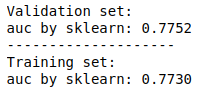 Validation set:
auc by sklearn: 0.7752
--------------------
Training set:
auc by sklearn: 0.7730